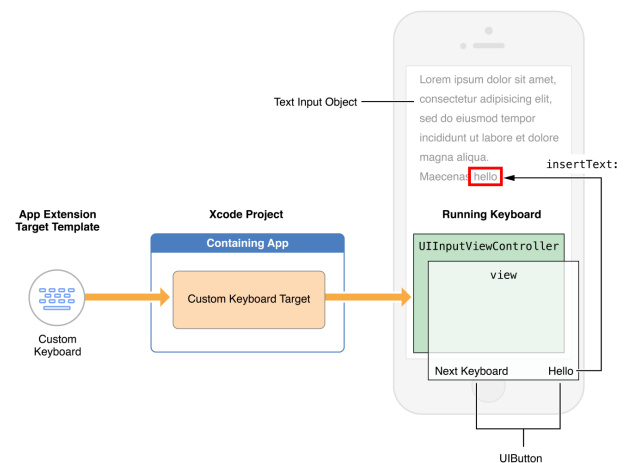 Lorem ipsum dolor sit amet,
Text Input Object
consectetur adipisicing elit,
sed do eiusmod tempor
incididunt ut labore et dolore
magna aliqua.
insertText:
Maecenas hello
App Extension
Target Template
Xcode Project
Running Keyboard
Containing App
UIInputViewController
view
Custom Keyboard Target
Custom
Keyboard
Next Keyboard
Hello
UIButton